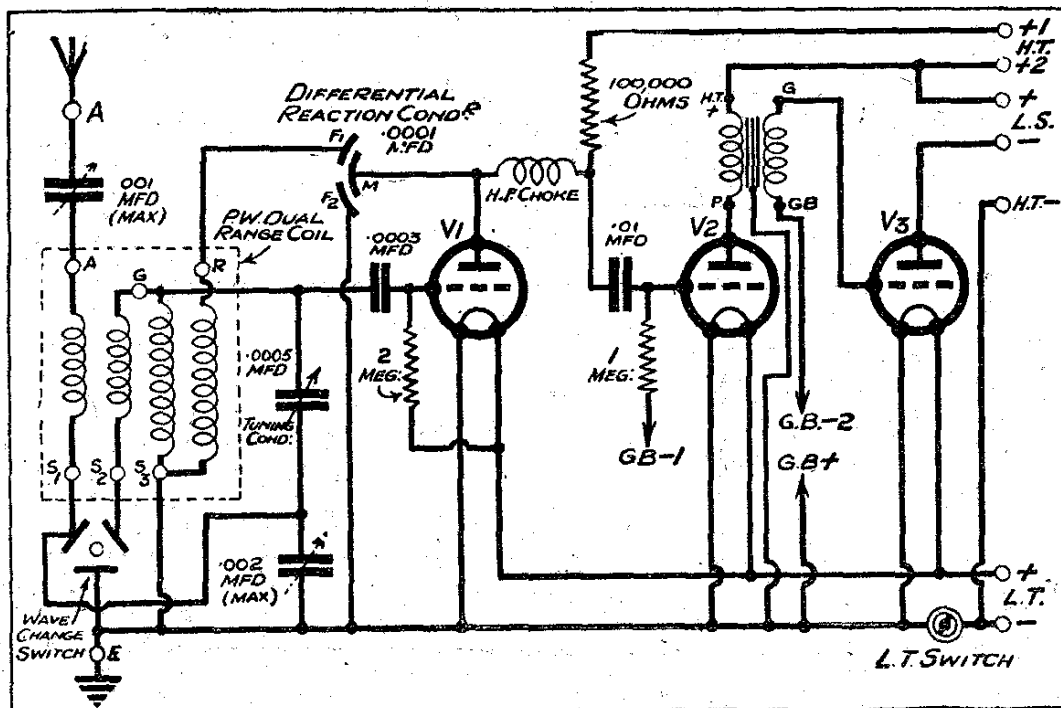 A
.001
MFD
(MAX)
DIFFERENTIAL
REACTION COND.R
.0001
MFD
F1
F2
M
P.W. DUAL
RANGE COIL
A
G
R
S1
S2
S3
.0005
MFD
TUNING
COND:
.002
MFD
(MAX)
WAVE
CHANGE
SWITCH
E
.0003
MFD
2
MEG:
V1
H.F. CHOKE
100,000
OHMS
.01
MFD
1
MEG:
GB-1
V2
H.T.
+
P
G
GB
G.B.-2
G.B+
V3
+1
H.T.
+2
+
L.S.
-
H.T.-
+
L.T.
-
L.T. SWITCH